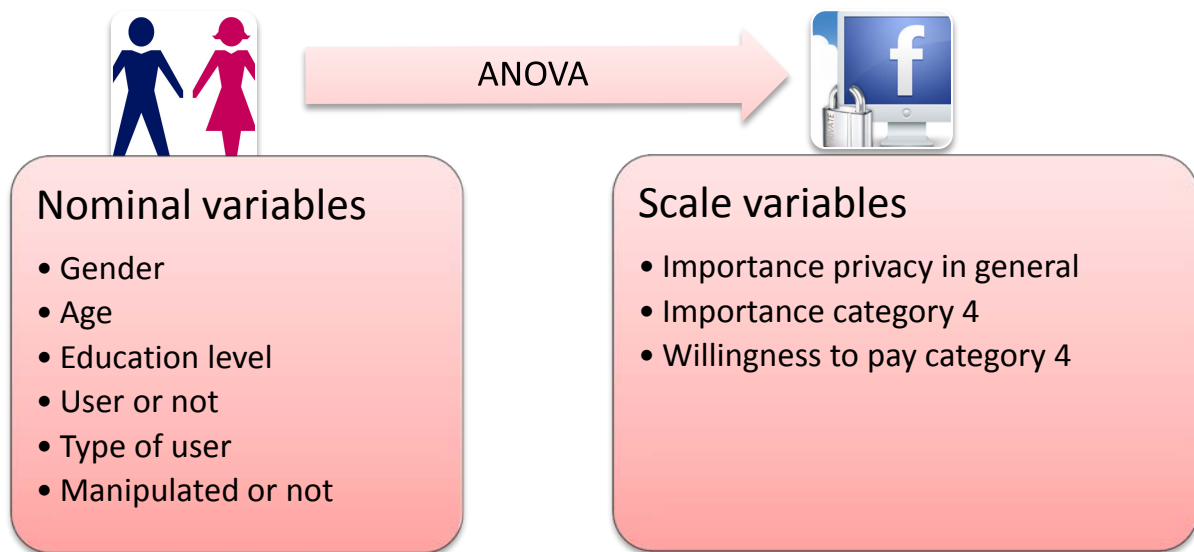 ANOVA
f
PRIVATE
Nominal variables
• Gender
• Age
• Education level
• User or not
• Type of user
• Manipulated or not
Scale variables
• Importance privacy in general
• Importance category 4
• Willingness to pay category 4